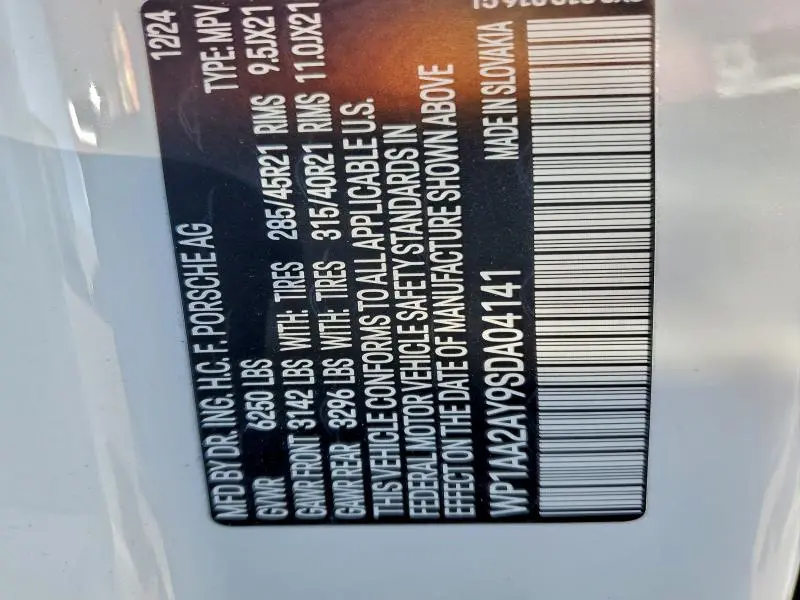 MFD BY DR. ING. H.C. F. PORSCHE AG 12/24
GVWR 6250 LBS TYPE: MPV
GAWR FRONT 3142 LBS WITH: TIRES 285/45R21 RIMS 9.5JX21
GAWR REAR 3296 LBS WITH: TIRES 315/40R21 RIMS 11.0JX21
THIS VEHICLE CONFORMS TO ALL APPLICABLE U.S.
FEDERAL MOTOR VEHICLE SAFETY STANDARDS IN
EFFECT ON THE DATE OF MANUFACTURE SHOWN ABOVE
WP1AA2AY9SDA04141 MADE IN SLOVAKIA